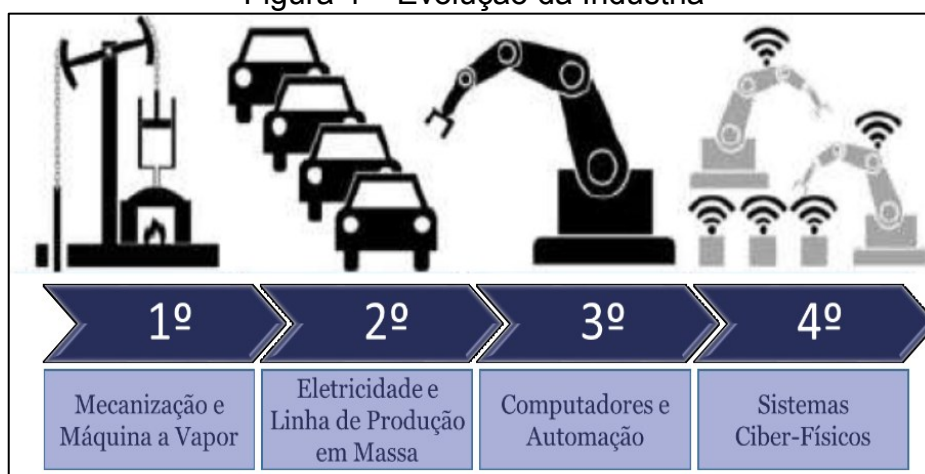 Figura 1 – Evolução da Indústria
1º
2º
3º
4º
Mecanização e
Máquina a Vapor
Eletricidade e
Linha de Produção
em Massa
Computadores e
Automação
Sistemas
Ciber-Físicos